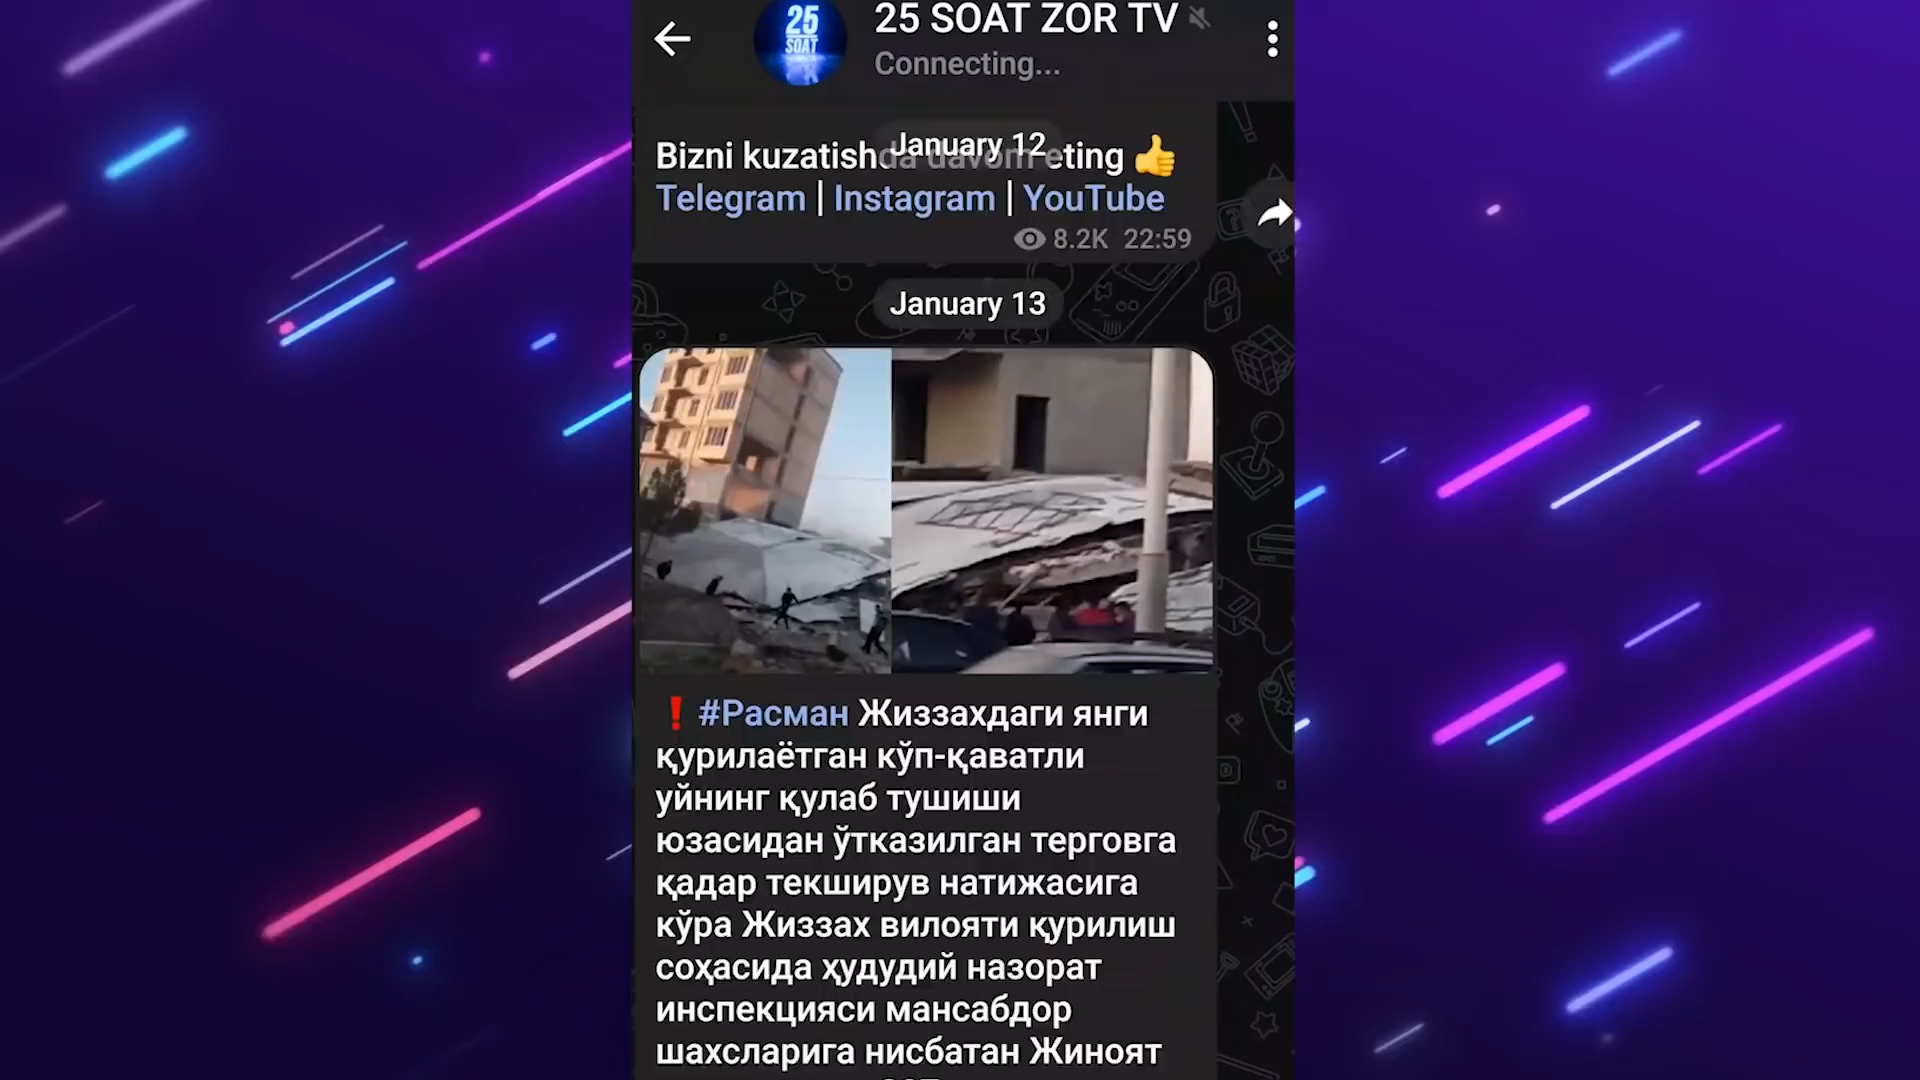 25 SOAT ZOR TV
25
SOAT
Connecting...
January 12
Bizni kuzatishda davom eting 👍
Telegram | Instagram | YouTube
8.2K 22:59
January 13
❗ #Расман Жиззахдаги янги
қурилаётган кўп-қаватли
уйнинг қулаб тушиши
юзасидан ўтказилган терговга
қадар текширув натижасига
кўра Жиззах вилояти қурилиш
соҳасида ҳудудий назорат
инспекцияси мансабдор
шахсларига нисбатан Жиноят